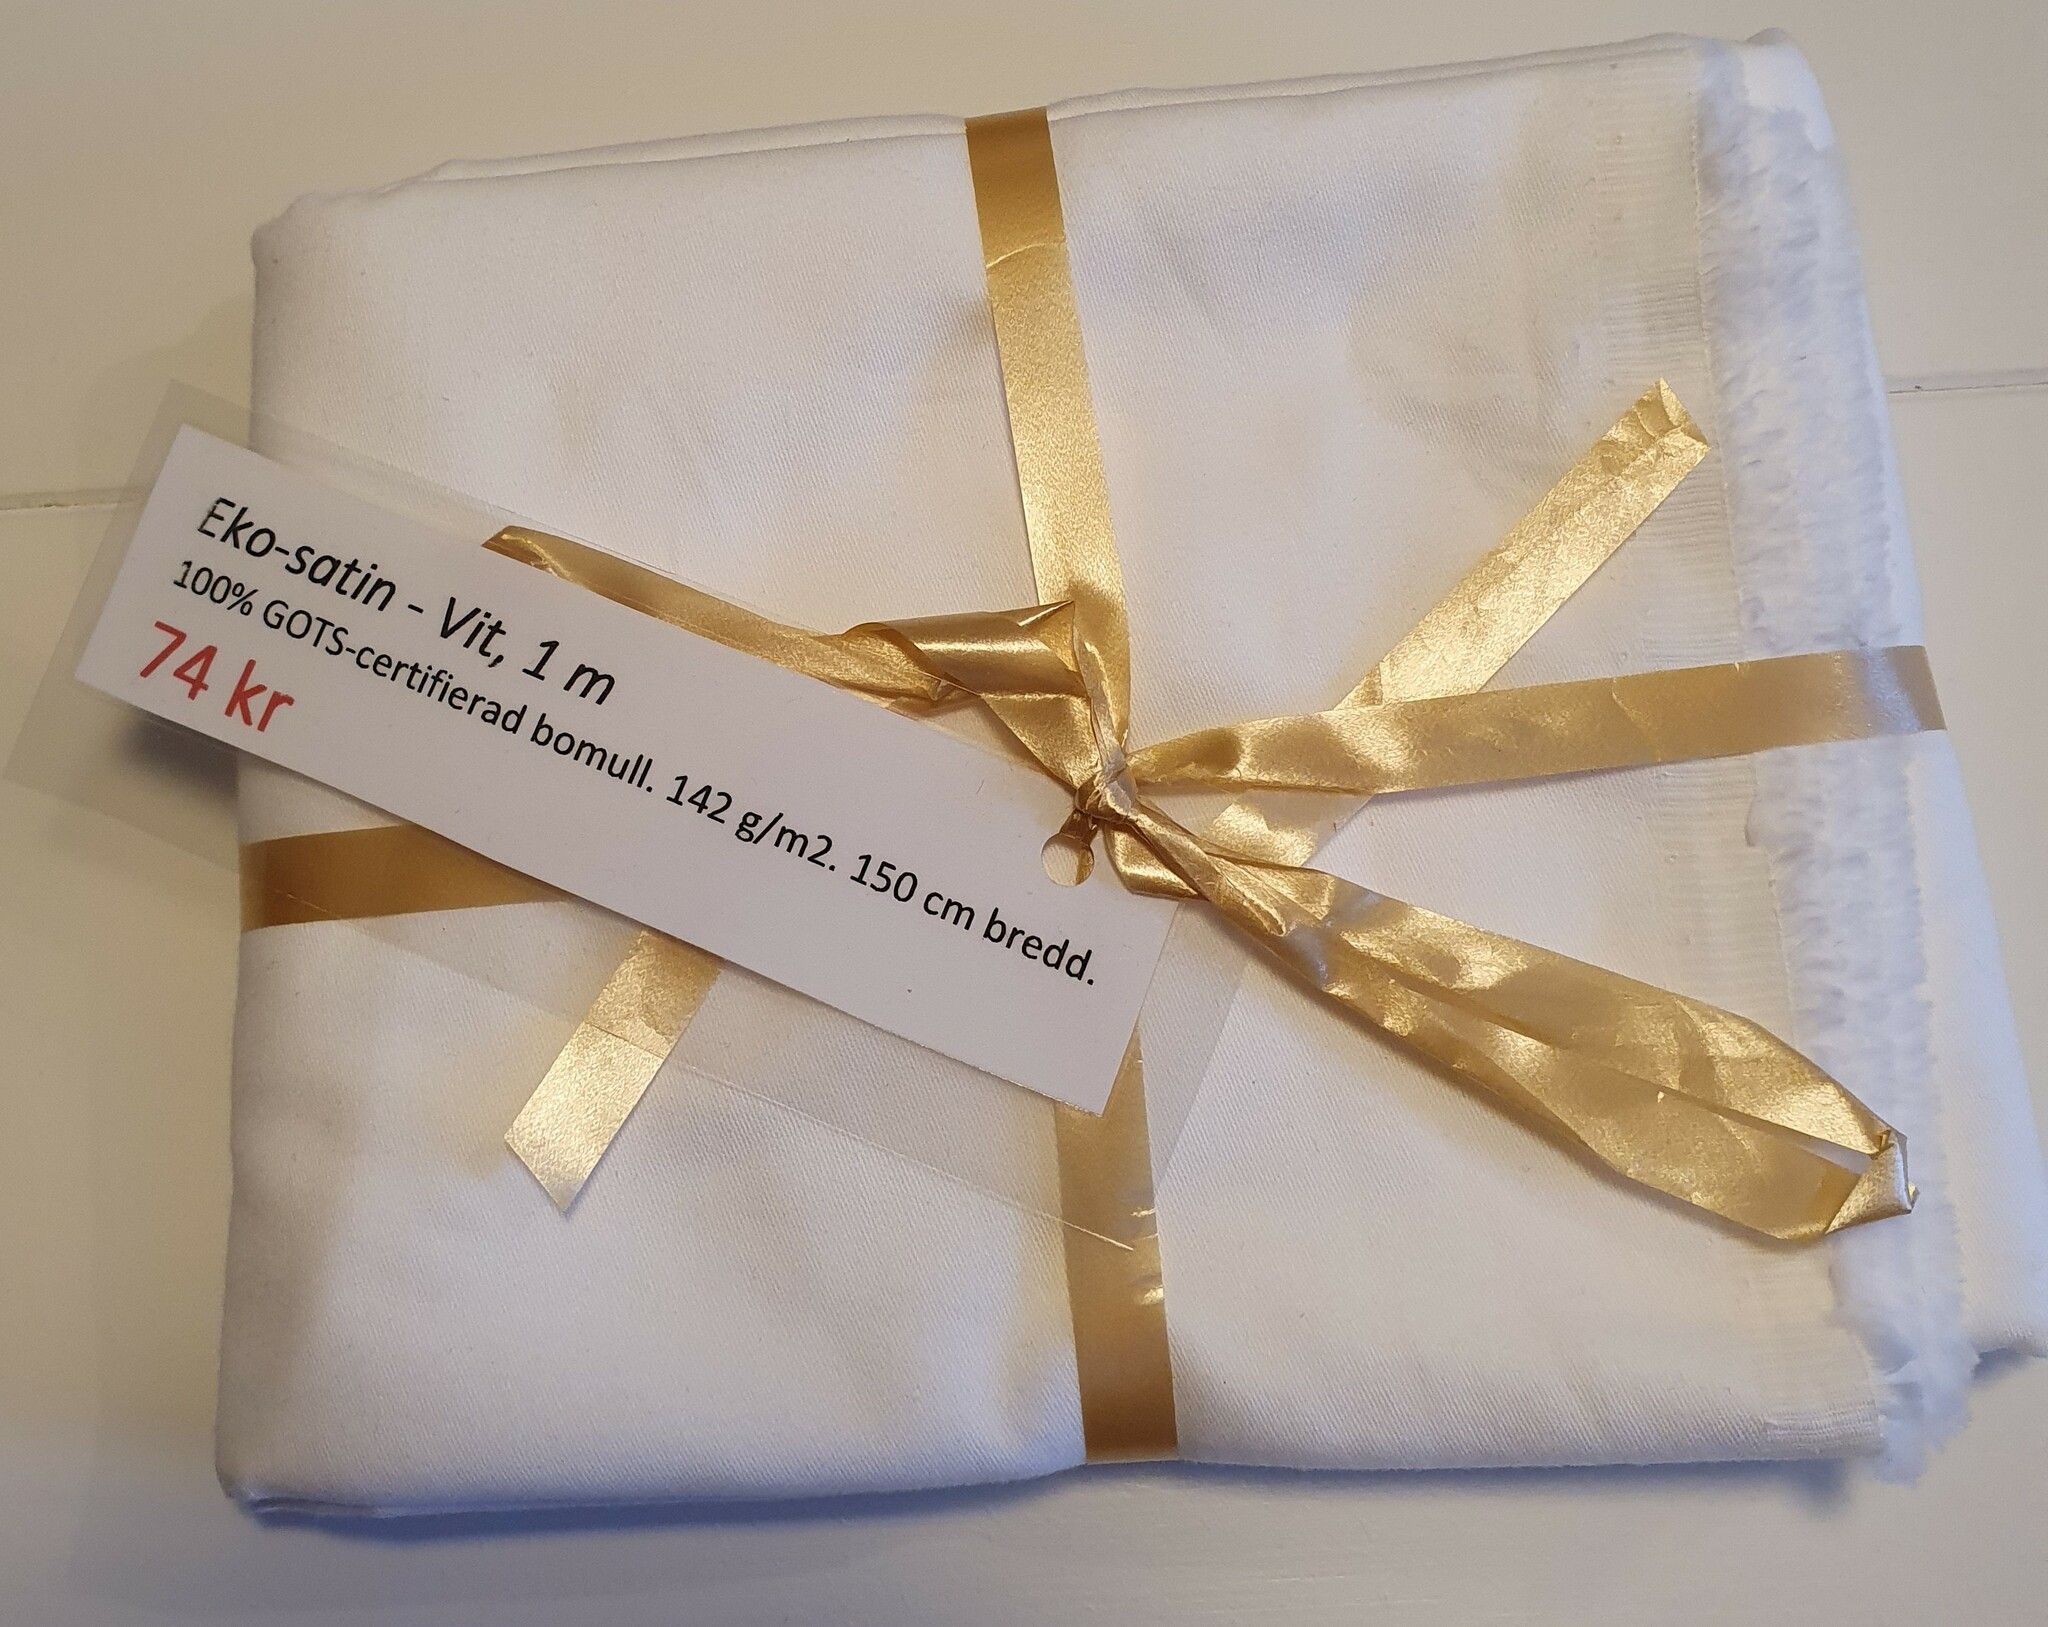 Eko-satin - Vit, 1 m
100% GOTS-certifierad bomull. 142 g/m2. 150 cm bredd.
74 kr